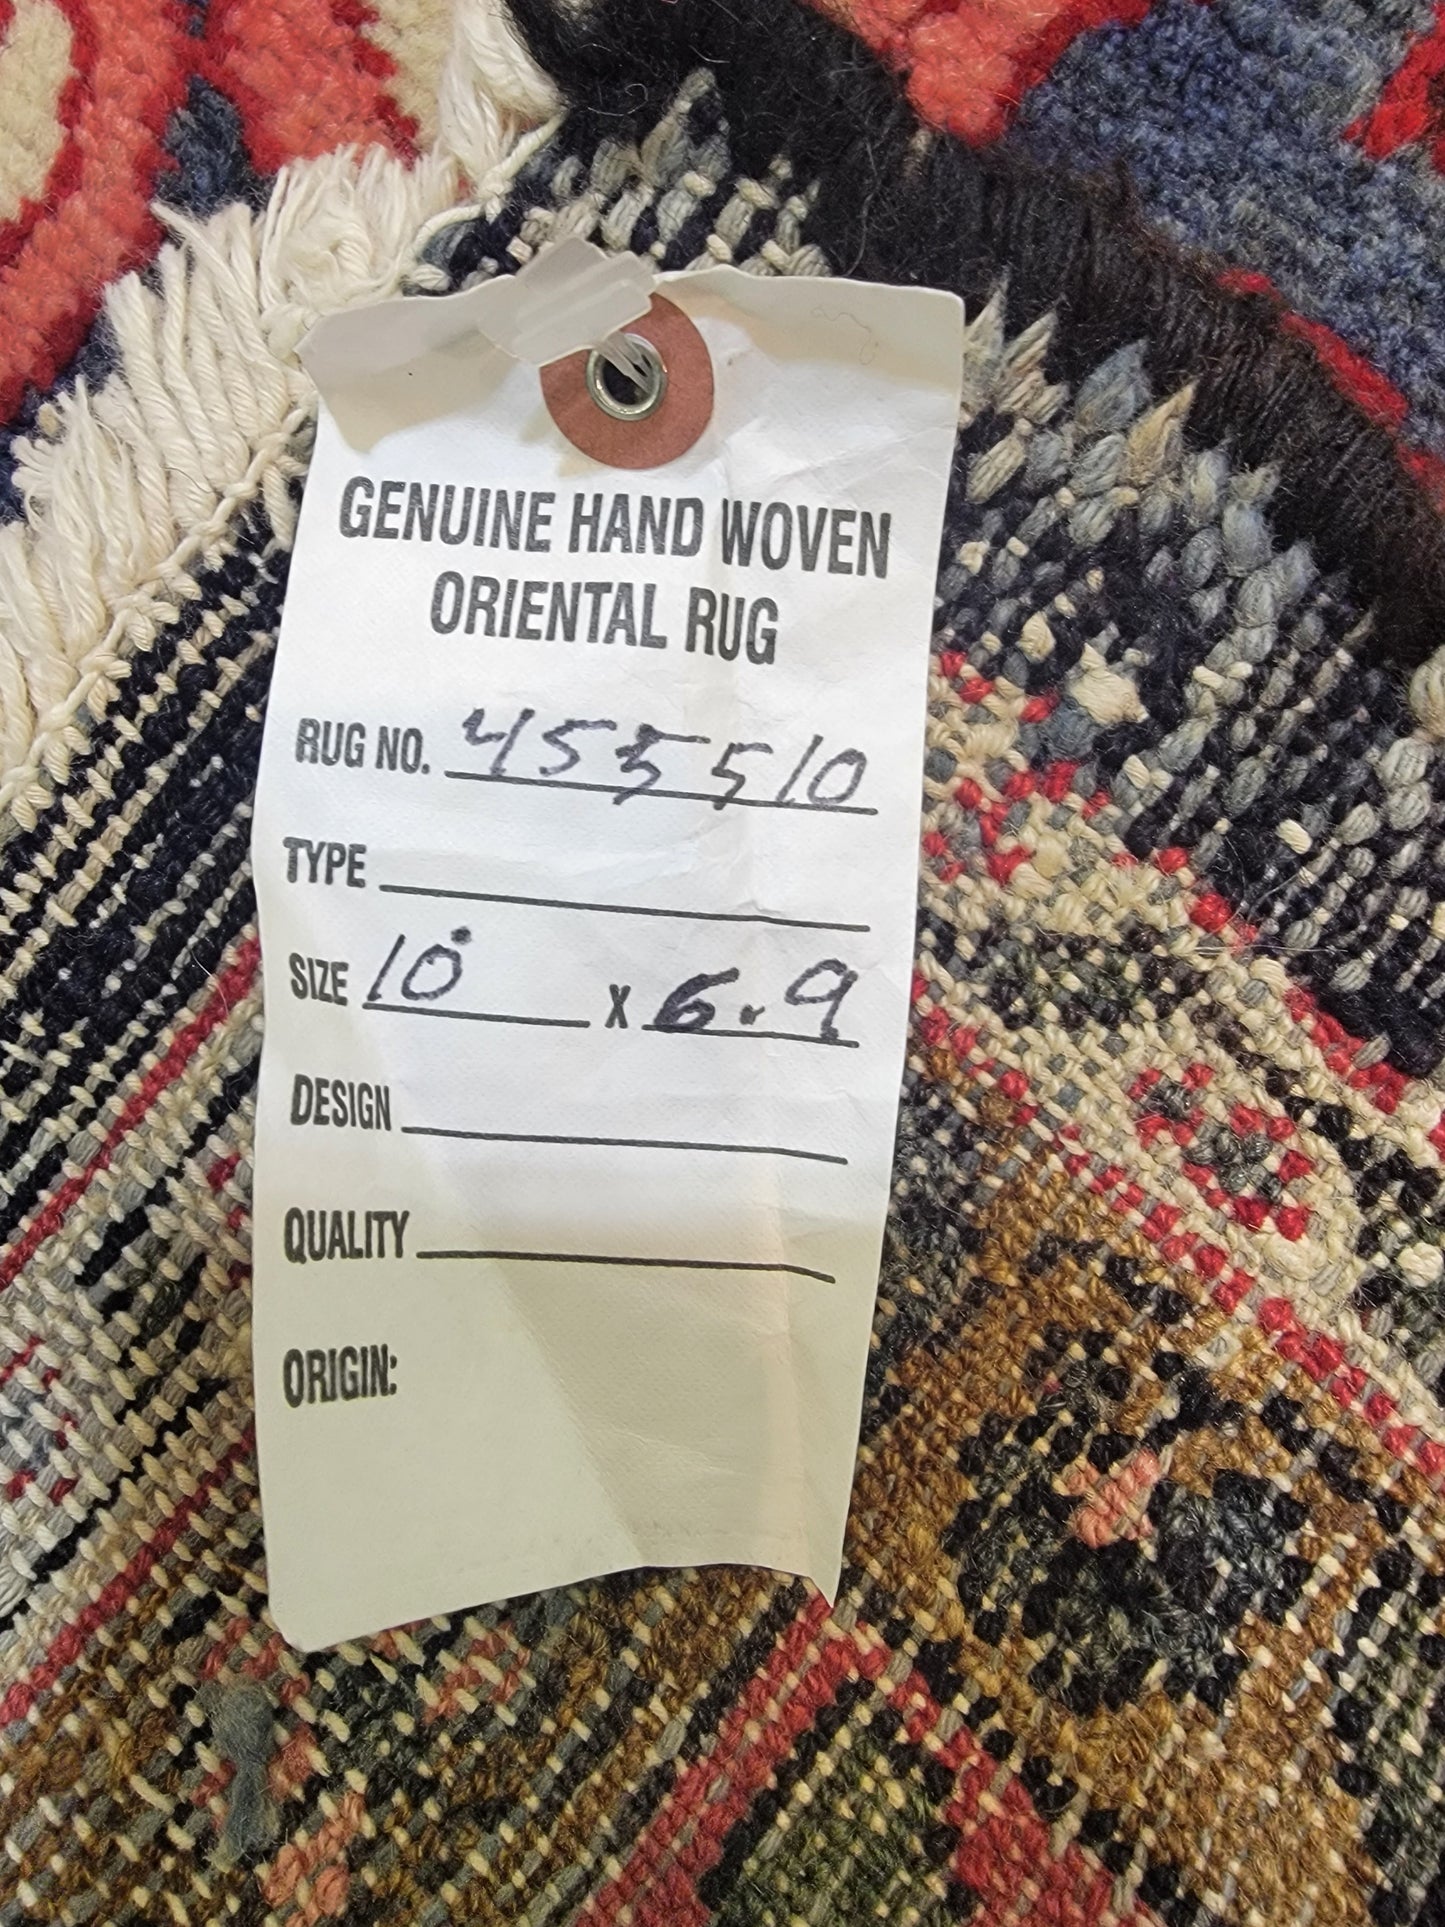 GENUINE HAND WOVEN
ORIENTAL RUG
RUG NO. 455510
TYPE
SIZE 10 X 6.9
DESIGN
QUALITY
ORIGIN: